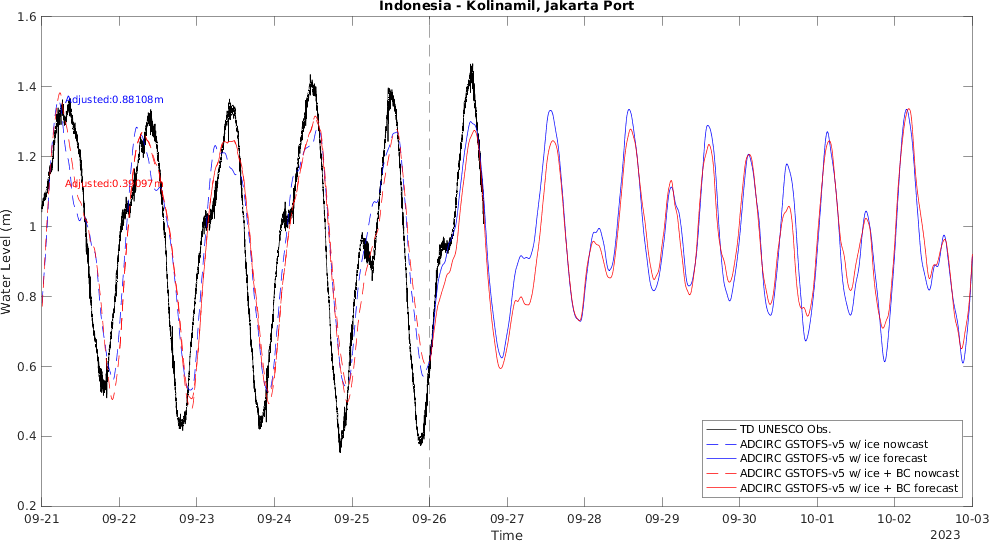 Indonesia - Kolinamil, Jakarta Port
1.6
1.4
1.2
1
0.8
0.6
0.4
0.2
Water Level (m)
Adjusted:0.88108m
Adjusted:0.39097m
TD UNESCO Obs.
ADCIRC GSTOFS-v5 w/ ice nowcast
ADCIRC GSTOFS-v5 w/ ice forecast
ADCIRC GSTOFS-v5 w/ ice + BC nowcast
ADCIRC GSTOFS-v5 w/ ice + BC forecast
09-21 09-22 09-23 09-24 09-25 09-26 09-27 09-28 09-29 09-30 10-01 10-02 10-03
Time
2023